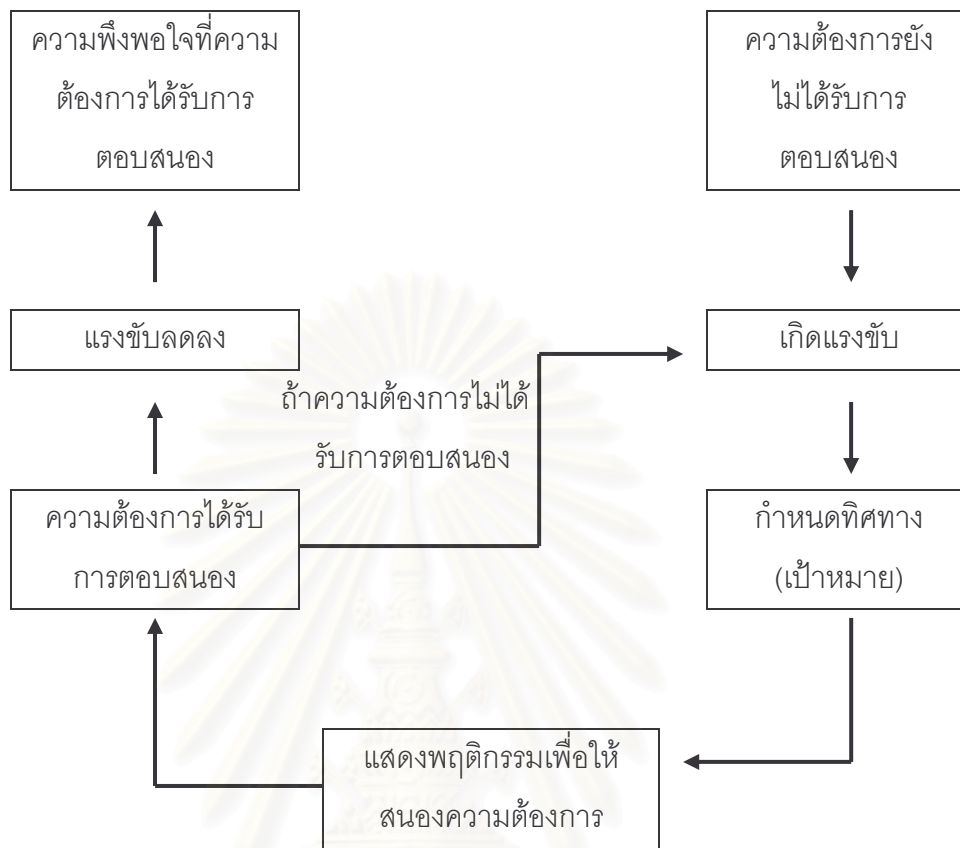 ความพึงพอใจที่ความ
ต้องการได้รับการ
ตอบสนอง
ความต้องการยัง
ไม่ได้รับการ
ตอบสนอง
แรงขับลดลง
เกิดแรงขับ
ถ้าความต้องการไม่ได้
รับการตอบสนอง
ความต้องการได้รับ
การตอบสนอง
กำหนดทิศทาง
(เป้าหมาย)
แสดงพฤติกรรมเพื่อให้
สนองความต้องการ